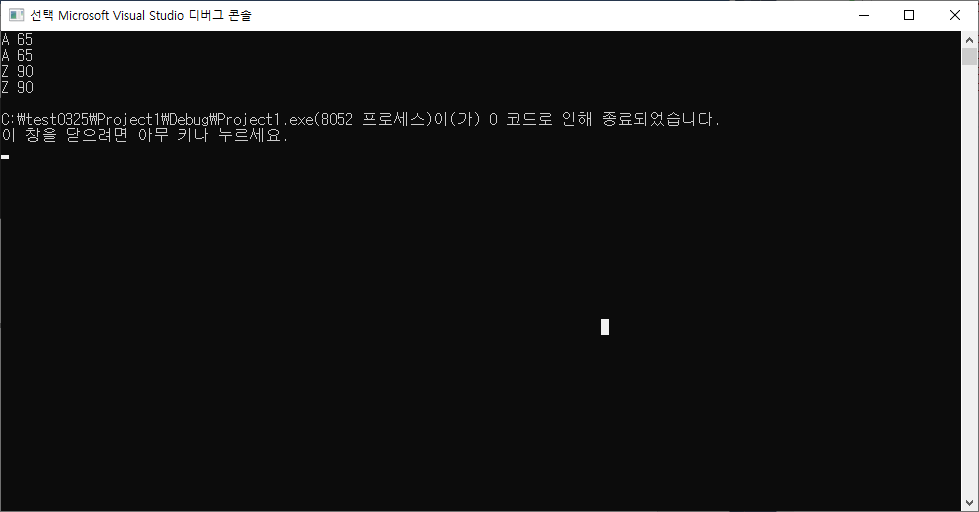 선택 Microsoft Visual Studio 디버그 콘솔
A 65
A 65
Z 90
Z 90
C:\test0325\Project1\Debug\Project1.exe(8052 프로세스)이(가) 0 코드로 인해 종료되었습니다.
이 창을 닫으려면 아무 키나 누르세요.